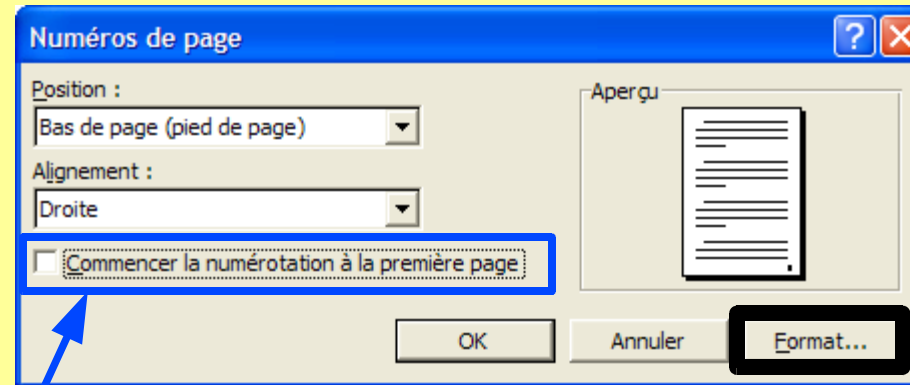 Numéros de page
Position :
Bas de page (pied de page)
Alignement :
Droite
Commencer la numérotation à la première page
Aperçu
OK
Annuler
Format...